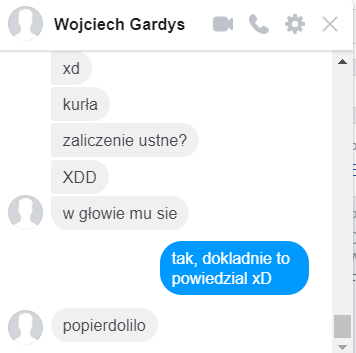 Wojciech Gardys
xd
kurła
zaliczenie ustne?
XDD
w głowie mu sie
tak, dokladnie to
powiedzial xD
popierdolilo